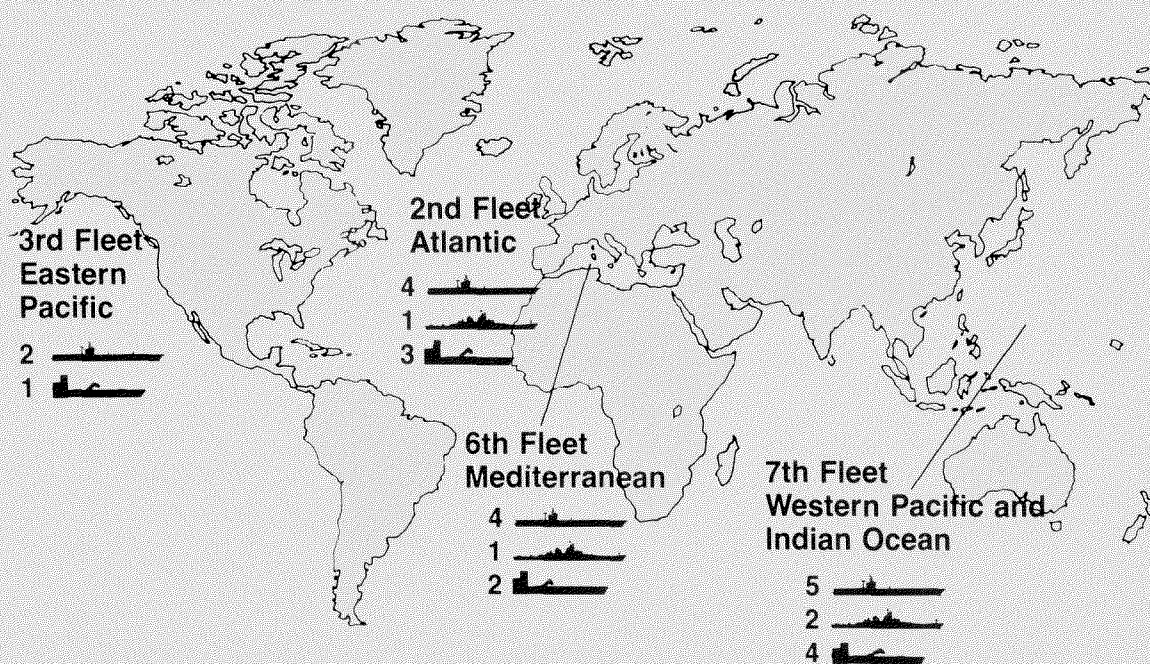 3rd Fleet
Eastern
Pacific
2
1
2nd Fleet
Atlantic
4
1
3
6th Fleet
Mediterranean
4
1
2
7th Fleet
Western Pacific and
Indian Ocean
5
2
4